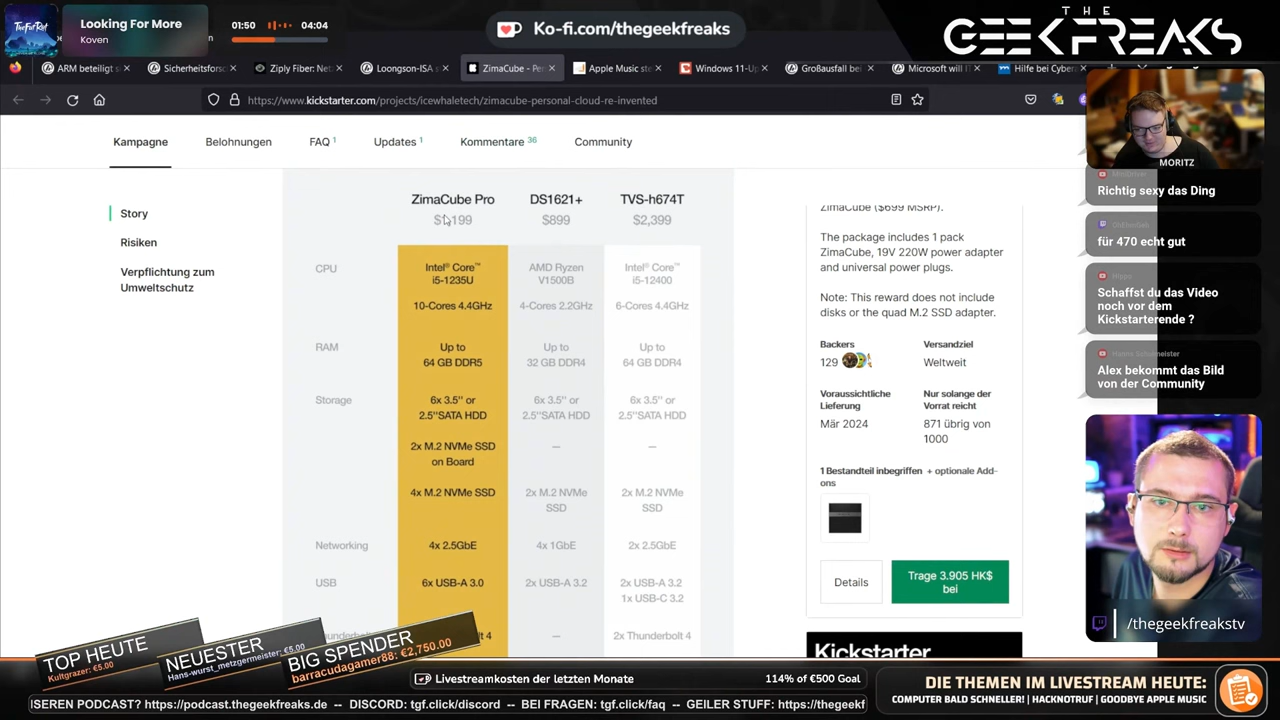 Looking For More
Koven
01:50
04:04
Ko-fi.com/thegeekfreaks
THE
GEEKFREAKS
ARM beteiligt s
Sicherheitsfors
Ziply Fiber: Net
Loongson-ISA
ZimaCube - Per
Apple Music ste
Windows 11-Up
Großausfall bei
Microsoft will I
Hilfe bei Cyber
https://www.kickstarter.com/projects/icewhaletech/zimacube-personal-cloud-re-invented
Kampagne
Belohnungen
FAQ 1
Updates 1
Kommentare 36
Community
Story
Risiken
Verpflichtung zum
Umweltschutz
ZimaCube Pro
DS1621+
TVS-h674T
$1199
$899
$2,399
CPU
Intel® Core™
i5-1235U
AMD Ryzen
V1500B
Intel® Core™
i5-12400
10-Cores 4.4GHz
4-Cores 2.2GHz
6-Cores 4.4GHz
RAM
Up to
64 GB DDR5
Up to
32 GB DDR4
Up to
64 GB DDR4
Storage
6x 3.5" or
2.5"SATA HDD
6x 3.5" or
2.5"SATA HDD
6x 3.5" or
2.5"SATA HDD
2x M.2 NVMe SSD
on Board
—
—
4x M.2 NVMe SSD
2x M.2 NVMe
SSD
2x M.2 NVMe
SSD
Networking
4x 2.5GbE
4x 1GbE
2x 2.5GbE
USB
6x USB-A 3.0
2x USB-A 3.2
2x USB-A 3.2
1x USB-C 3.2
—
2x Thunderbolt 4
ZimaCube ($699 MSRP).
The package includes 1 pack
ZimaCube, 19V 220W power adapter
and universal power plugs.
Note: This reward does not include
disks or the quad M.2 SSD adapter.
Backers
129
Versandziel
Weltweit
Voraussichtliche
Lieferung
Mär 2024
Nur solange der
Vorrat reicht
871 übrig von
1000
1 Bestandteil inbegriffen + optionale Add-
ons
Details
Trage 3.905 HK$
bei
Kickstarter
MORITZ
Richtig sexy das Ding
für 470 echt gut
Hippo
Schaffst du das Video
noch vor dem
Kickstarterende ?
Alex bekommt das Bild
von der Community
/thegeekfreakstv
TOP HEUTE
Kultgrazer: €5.00
NEUESTER
Hans-wurst_metzgermeister: €5.00
BIG SPENDER
barracudagamer88: €2,750.00
Livestreamkosten der letzten Monate
114% of €500 Goal
DIE THEMEN IM LIVESTREAM HEUTE:
COMPUTER BALD SCHNELLER! | HACKNOTRUF | GOODBYE APPLE MUSIC
ISEREN PODCAST? https://podcast.thegeekfreaks.de -- DISCORD: tgf.click/discord -- BEFRAGEN: tgf.click/faq -- GEILER STUFF: https://thegeekf